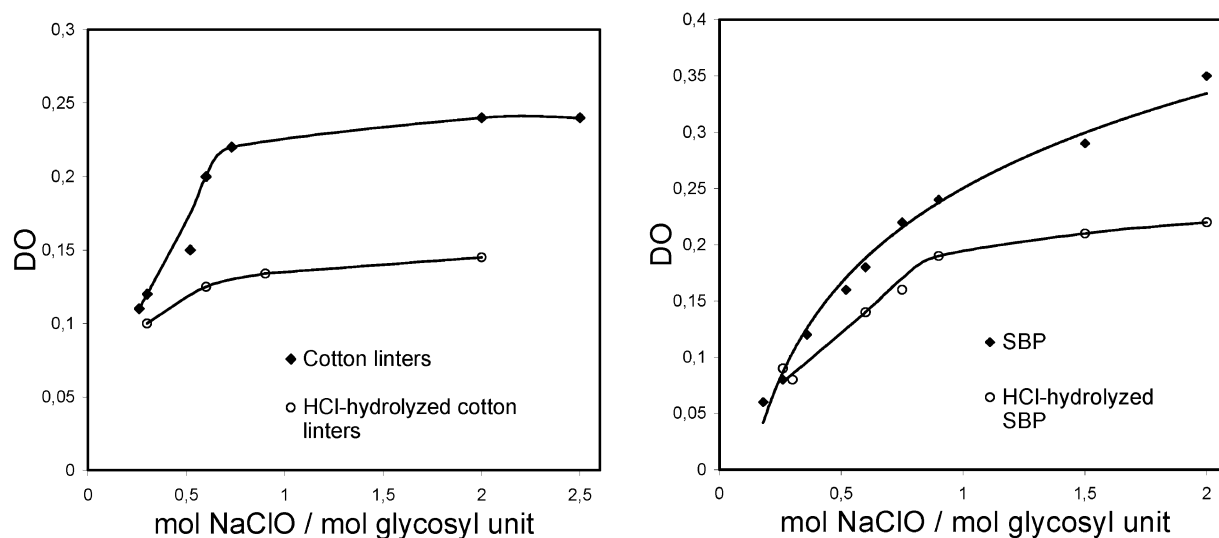 0,3
0,25
0,2
0,15
0,1
0,05
0
DO
0
0,5
1
1,5
2
2,5
mol NaClO / mol glycosyl unit
Cotton linters
HCl-hydrolyzed cotton
linters
0,4
0,35
0,3
0,25
0,2
0,15
0,1
0,05
0
DO
0
0,5
1
1,5
2
mol NaClO / mol glycosyl unit
SBP
HCl-hydrolyzed
SBP